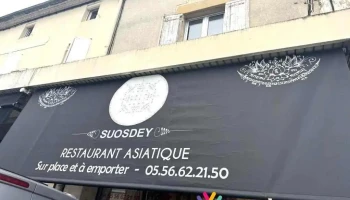 SUOSDEY
RESTAURANT ASIATIQUE
Sur place et à emporter - 05.56.62.21.50